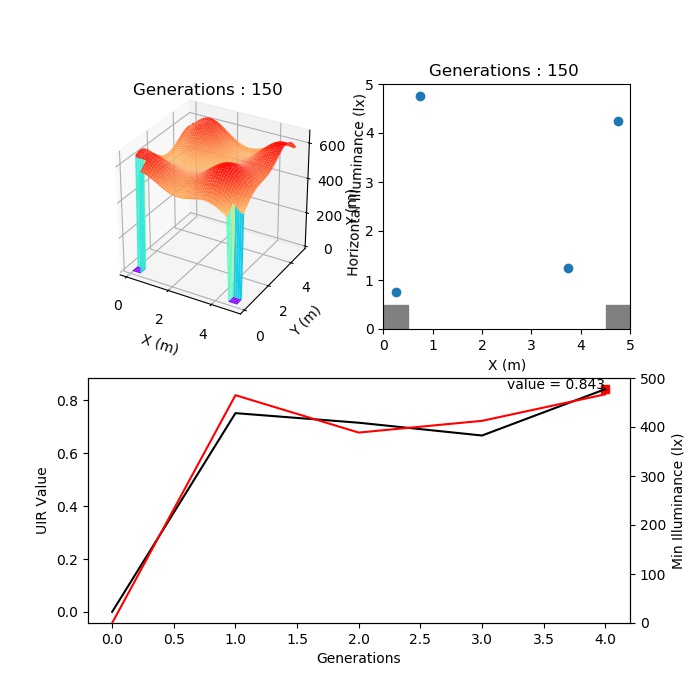 Generations : 150
600
400
200
0
0
2
4
X (m)
0
2
4
Y (m)
Horizontal Illuminance (lx)
Generations : 150
Y (m)
5
4
3
2
1
0
0 1 2 3 4 5
X (m)
value = 0.843
UIR Value
0.8
0.6
0.4
0.2
0.0
500
400
300
200
100
0
Min Illuminance (lx)
0.0 0.5 1.0 1.5 2.0 2.5 3.0 3.5 4.0
Generations